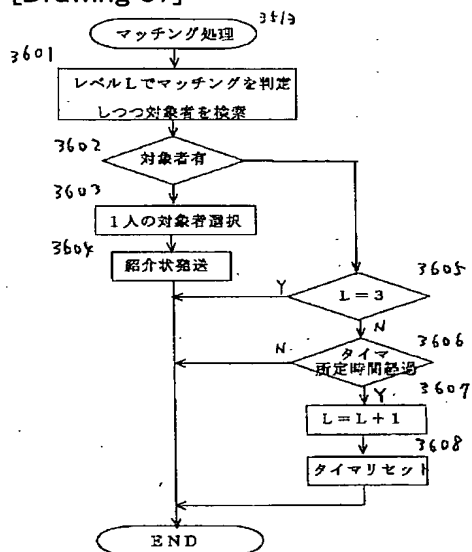 [Drawing 37]
マッチング処理
3513
3601
レベルLでマッチングを判定
しつつ対象者を検索
3602
対象者有
3603
1人の対象者選択
3604
紹介状発送
3605
L=3
Y
N
3606
タイマ
所定時間経過
N
Y
3607
L=L+1
3608
タイマリセット
END